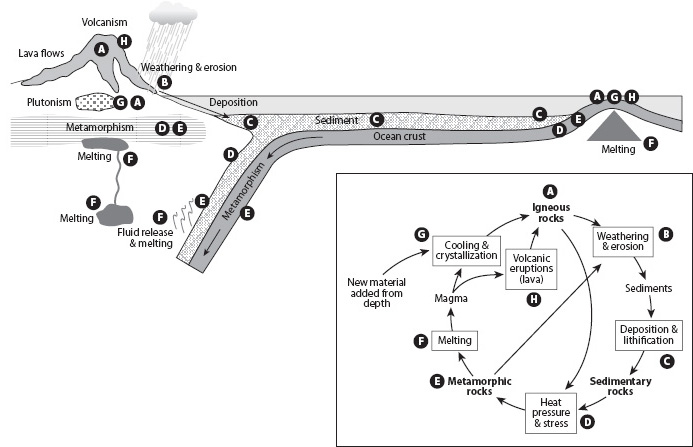 Volcanism
H
A
Lava flows
Weathering & erosion
B
Plutonism
G A
Deposition
A G H
Metamorphism
D E
C
Sediment
C
C
E
D
Ocean crust
Melting
F
Melting
F
D
Metamorphism
E
E
F
Melting
F
Fluid release
& melting
A
Igneous
rocks
G
Cooling &
crystallization
Weathering
& erosion
B
Volcanic
eruptions
(lava)
H
New material
added from
depth
Magma
Sediments
F
Melting
Deposition &
lithification
C
E
Metamorphic
rocks
Sedimentary
rocks
Heat
pressure
& stress
D